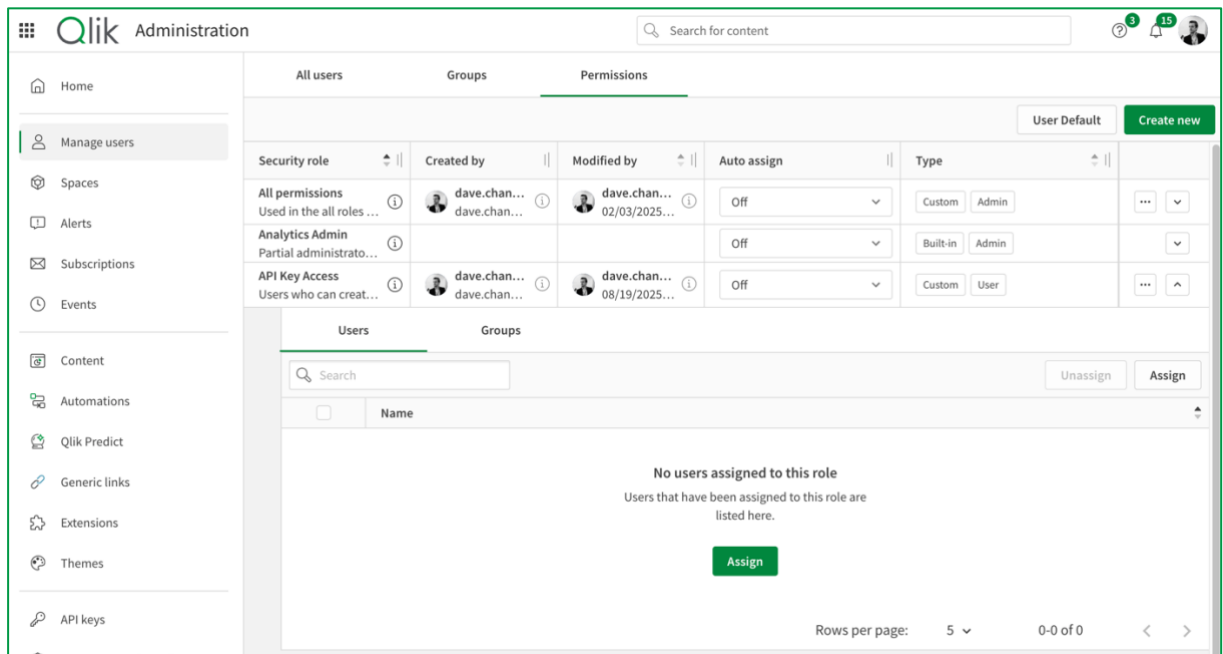 Qlik Administration
Search for content
3
15
Home
Manage users
Spaces
Alerts
Subscriptions
Events
Content
Automations
Qlik Predict
Generic links
Extensions
Themes
API keys
All users Groups Permissions
User Default Create new
Security role Created by Modified by Auto assign Type
All permissions dave.chan... dave.chan... Off Custom Admin
Used in the all roles ... dave.chan... 02/03/2025...
Analytics Admin Off Built-in Admin
Partial administrato...
API Key Access dave.chan... dave.chan... Off Custom User
Users who can creat... dave.chan... 08/19/2025...
Users Groups
Search Unassign Assign
Name
No users assigned to this role
Users that have been assigned to this role are
listed here.
Assign
Rows per page: 5 0-0 of 0